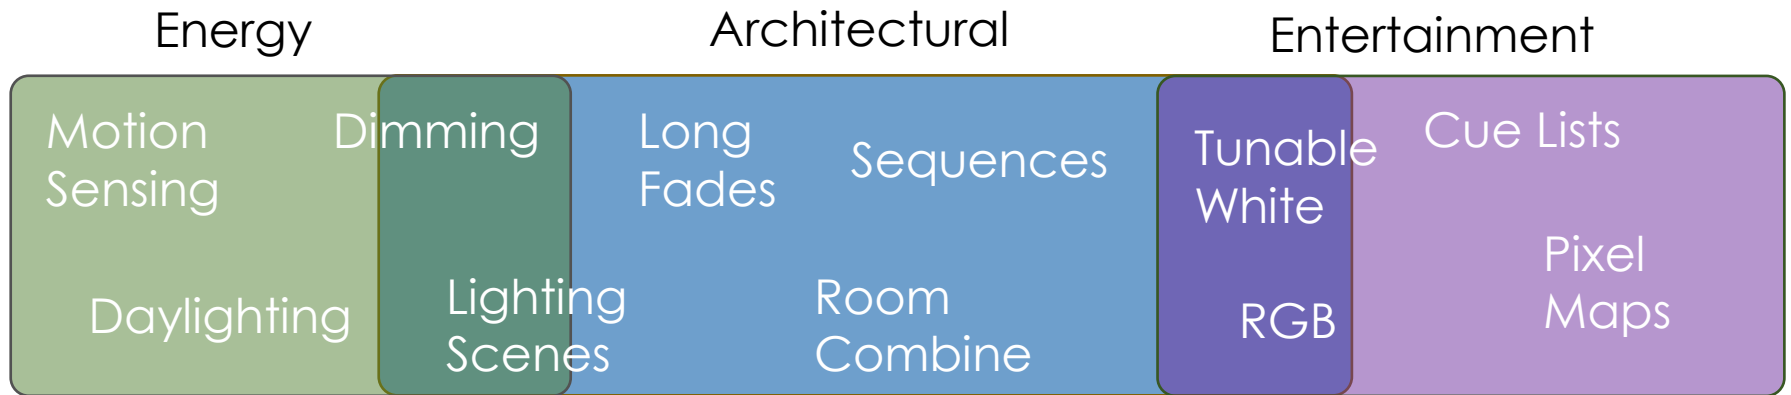 Energy
Architectural
Entertainment
Motion
Sensing
Dimming
Daylighting
Lighting
Scenes
Long
Fades
Sequences
Room
Combine
Tunable
White
RGB
Cue Lists
Pixel
Maps